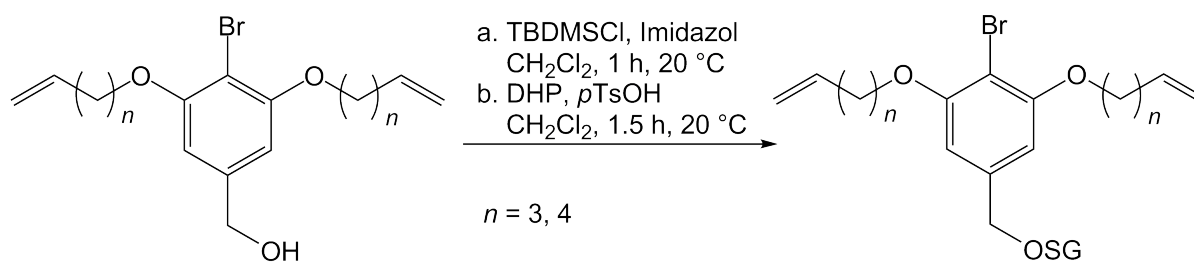 Br
O
O
n
n
OH
a. TBDMSCl, Imidazol
CH₂Cl₂, 1 h, 20 °C
b. DHP, pTsOH
CH₂Cl₂, 1.5 h, 20 °C
n = 3, 4
Br
O
O
n
n
OSG